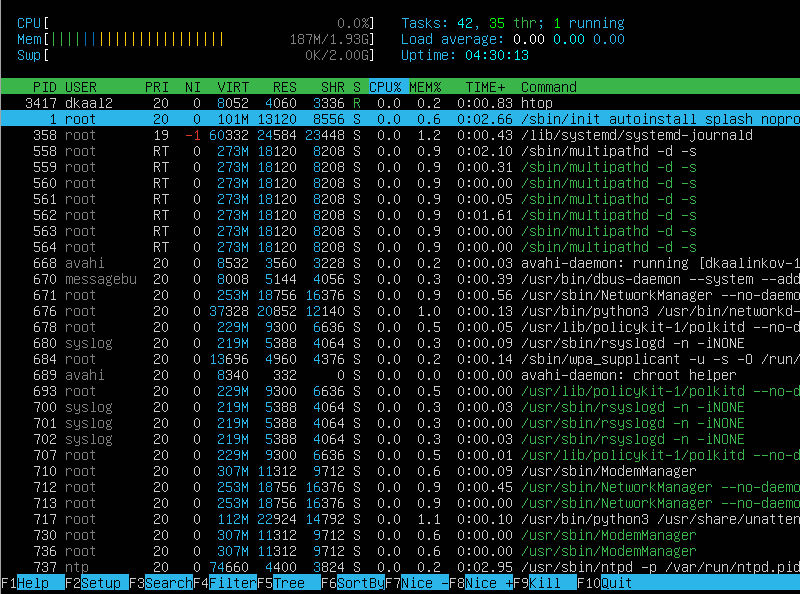 CPU[ 0.0%] Tasks: 42, 35 thr; 1 running
Mem[|||||||||||||||||||||| 187M/1.93G] Load average: 0.00 0.00 0.00
Swp[ 0K/2.00G] Uptime: 04:30:13
PID USER PRI NI VIRT RES SHR S CPU% MEM% TIME+ Command
3417 dkaal2 20 0 8052 4060 3336 R 0.0 0.2 0:00.83 htop
1 root 20 0 101M 13120 8556 S 0.0 0.6 0:02.66 /sbin/init autoinstall splash nopro
358 root 19 -1 60332 24584 23448 S 0.0 1.2 0:00.43 /lib/systemd/systemd-journald
558 root RT 0 273M 18120 8208 S 0.0 0.9 0:02.10 /sbin/multipathd -d -s
559 root RT 0 273M 18120 8208 S 0.0 0.9 0:00.31 /sbin/multipathd -d -s
560 root RT 0 273M 18120 8208 S 0.0 0.9 0:00.00 /sbin/multipathd -d -s
561 root RT 0 273M 18120 8208 S 0.0 0.9 0:00.05 /sbin/multipathd -d -s
562 root RT 0 273M 18120 8208 S 0.0 0.9 0:01.61 /sbin/multipathd -d -s
563 root RT 0 273M 18120 8208 S 0.0 0.9 0:00.00 /sbin/multipathd -d -s
564 root RT 0 273M 18120 8208 S 0.0 0.9 0:00.00 /sbin/multipathd -d -s
668 avahi 20 0 8532 3560 3228 S 0.0 0.2 0:00.03 avahi-daemon: running [dkaalinkov-1
670 messagebu 20 0 8008 5144 4056 S 0.0 0.3 0:00.39 /usr/bin/dbus-daemon --system --add
671 root 20 0 253M 18756 16376 S 0.0 0.9 0:00.56 /usr/sbin/NetworkManager --no-daemo
676 root 20 0 37328 20852 12140 S 0.0 1.0 0:00.13 /usr/bin/python3 /usr/bin/networkd-
678 root 20 0 229M 9300 6636 S 0.0 0.5 0:00.05 /usr/lib/policykit-1/polkitd --no-d
680 syslog 20 0 219M 5388 4064 S 0.0 0.3 0:00.09 /usr/sbin/rsyslogd -n -iNONE
684 root 20 0 13696 4960 4376 S 0.0 0.2 0:00.14 /sbin/wpa_supplicant -u -s -O /run/
689 avahi 20 0 8340 332 0 S 0.0 0.0 0:00.00 avahi-daemon: chroot helper
693 root 20 0 229M 9300 6636 S 0.0 0.5 0:00.00 /usr/lib/policykit-1/polkitd --no-d
700 syslog 20 0 219M 5388 4064 S 0.0 0.3 0:00.03 /usr/sbin/rsyslogd -n -iNONE
701 syslog 20 0 219M 5388 4064 S 0.0 0.3 0:00.00 /usr/sbin/rsyslogd -n -iNONE
702 syslog 20 0 219M 5388 4064 S 0.0 0.3 0:00.03 /usr/sbin/rsyslogd -n -iNONE
707 root 20 0 229M 9300 6636 S 0.0 0.5 0:00.01 /usr/lib/policykit-1/polkitd --no-d
710 root 20 0 307M 11312 9712 S 0.0 0.6 0:00.09 /usr/sbin/ModemManager
712 root 20 0 253M 18756 16376 S 0.0 0.9 0:00.45 /usr/sbin/NetworkManager --no-daemo
713 root 20 0 253M 18756 16376 S 0.0 0.9 0:00.00 /usr/sbin/NetworkManager --no-daemo
717 root 20 0 112M 22924 14792 S 0.0 1.1 0:00.10 /usr/bin/python3 /usr/share/unatten
730 root 20 0 307M 11312 9712 S 0.0 0.6 0:00.00 /usr/sbin/ModemManager
736 root 20 0 307M 11312 9712 S 0.0 0.6 0:00.00 /usr/sbin/ModemManager
737 ntp 20 0 74660 4400 3824 S 0.0 0.2 0:02.95 /usr/sbin/ntpd -p /var/run/ntpd.pid
F1Help F2Setup F3SearchF4FilterF5Tree F6SortByF7Nice -F8Nice +F9Kill F10Quit